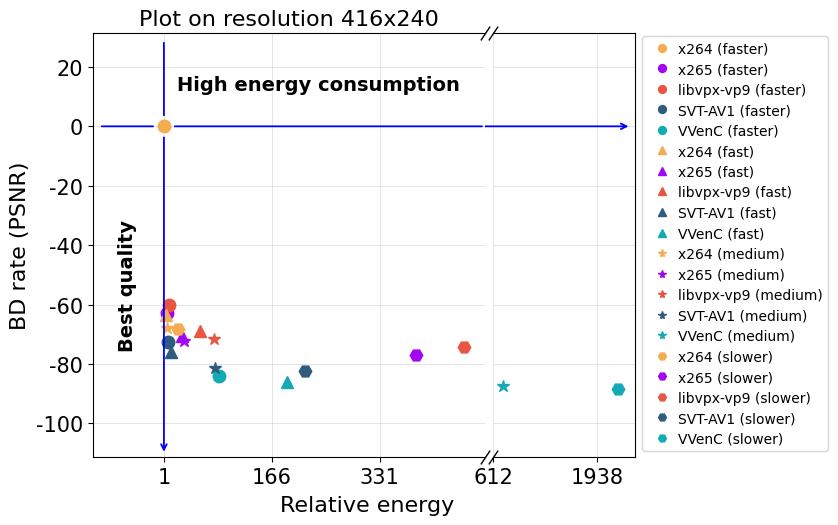 Plot on resolution 416x240
High energy consumption
Best quality
BD rate (PSNR)
20
0
-20
-40
-60
-80
-100
1
166
331
612
1938
Relative energy
x264 (faster)
x265 (faster)
libvpx-vp9 (faster)
SVT-AV1 (faster)
VVenC (faster)
x264 (fast)
x265 (fast)
libvpx-vp9 (fast)
SVT-AV1 (fast)
VVenC (fast)
x264 (medium)
x265 (medium)
libvpx-vp9 (medium)
SVT-AV1 (medium)
VVenC (medium)
x264 (slower)
x265 (slower)
libvpx-vp9 (slower)
SVT-AV1 (slower)
VVenC (slower)